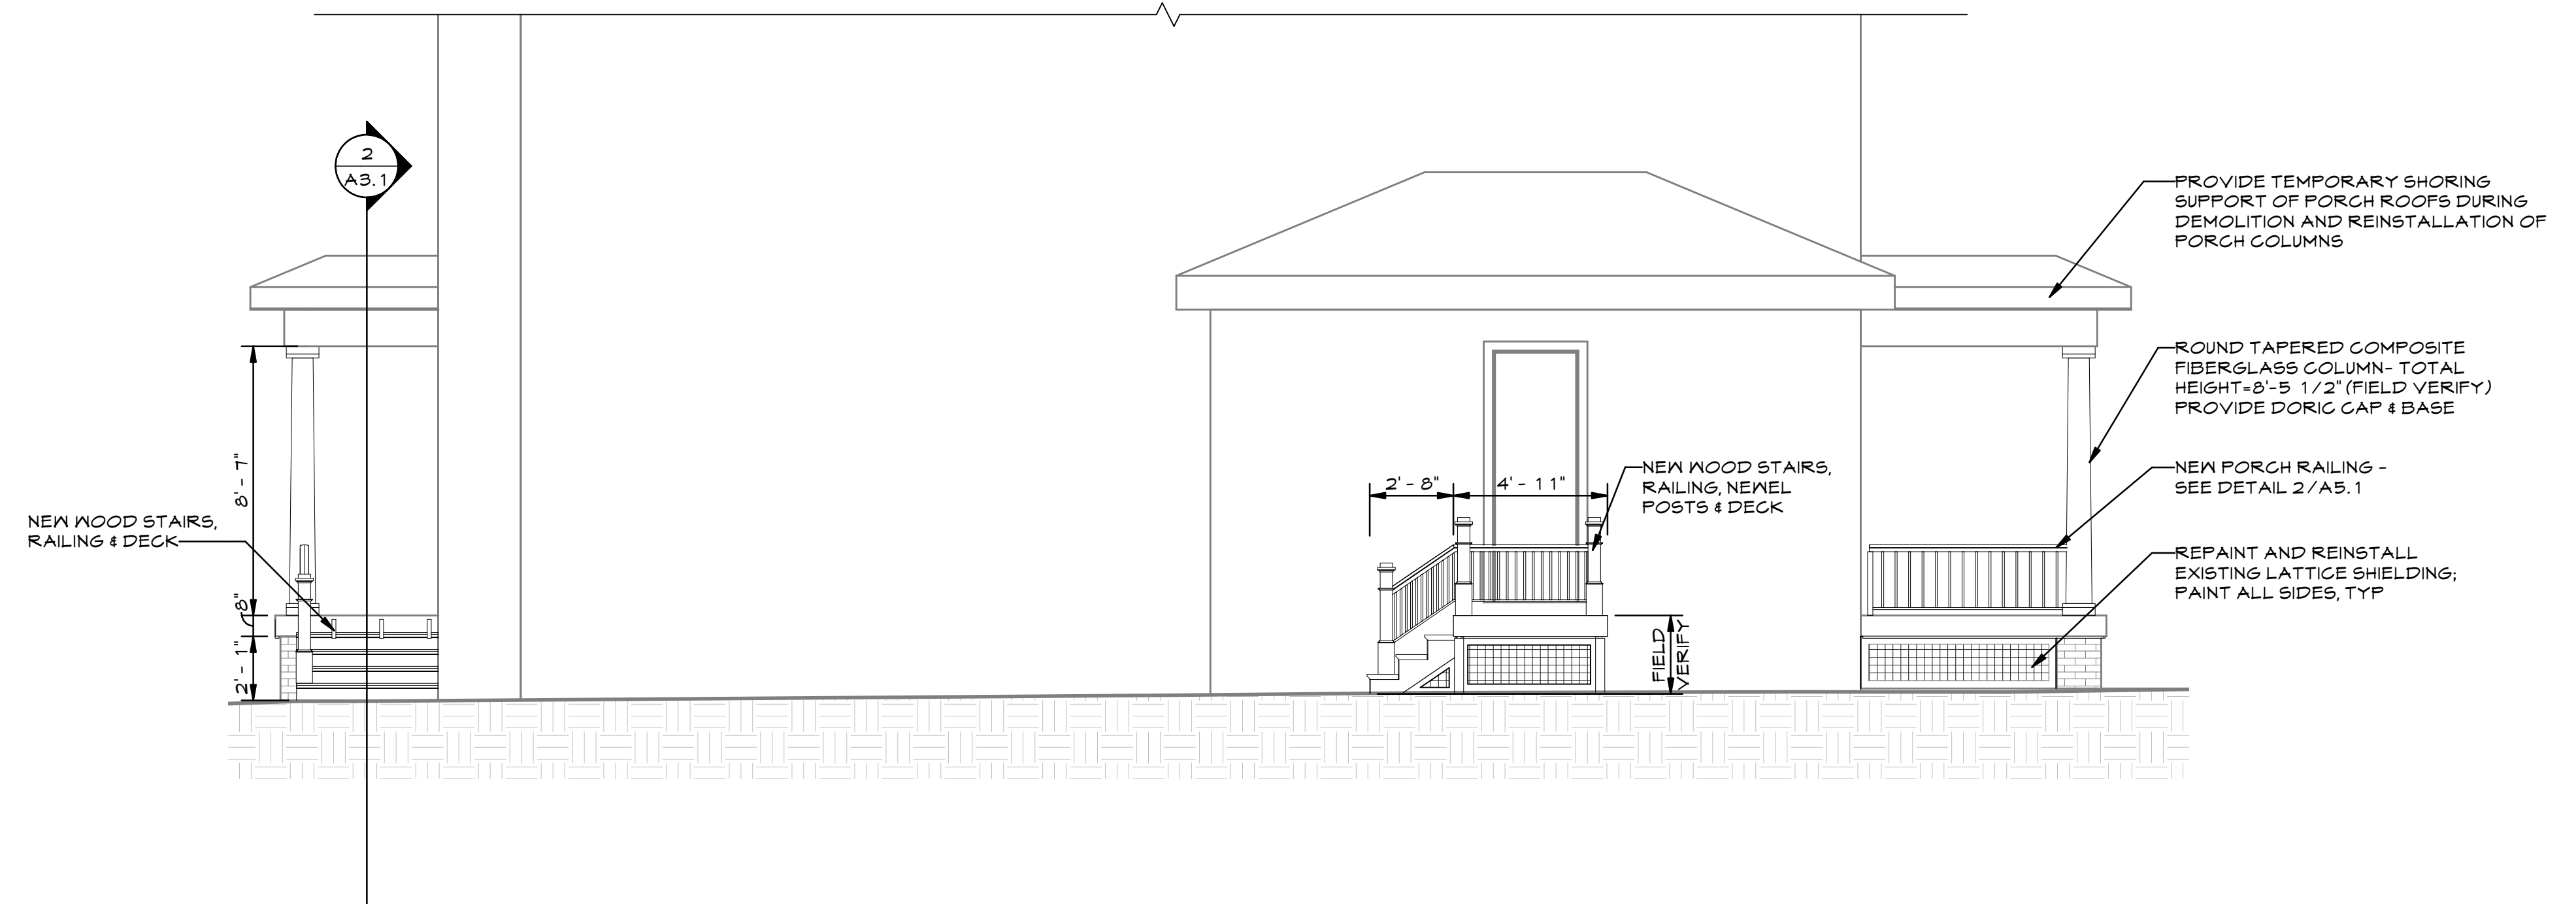 2
A3.1
PROVIDE TEMPORARY SHORING
SUPPORT OF PORCH ROOFS DURING
DEMOLITION AND REINSTALLATION OF
PORCH COLUMNS
ROUND TAPERED COMPOSITE
FIBERGLASS COLUMN- TOTAL
HEIGHT=8'-5 1/2" (FIELD VERIFY)
PROVIDE DORIC CAP & BASE
8' - 7"
NEW WOOD STAIRS,
RAILING & DECK
8"
2' - 1"
2' - 8"
4' - 11"
NEW WOOD STAIRS,
RAILING, NEWEL
POSTS & DECK
FIELD
VERIFY
NEW PORCH RAILING -
SEE DETAIL 2/A5.1
REPAINT AND REINSTALL
EXISTING LATTICE SHIELDING;
PAINT ALL SIDES, TYP